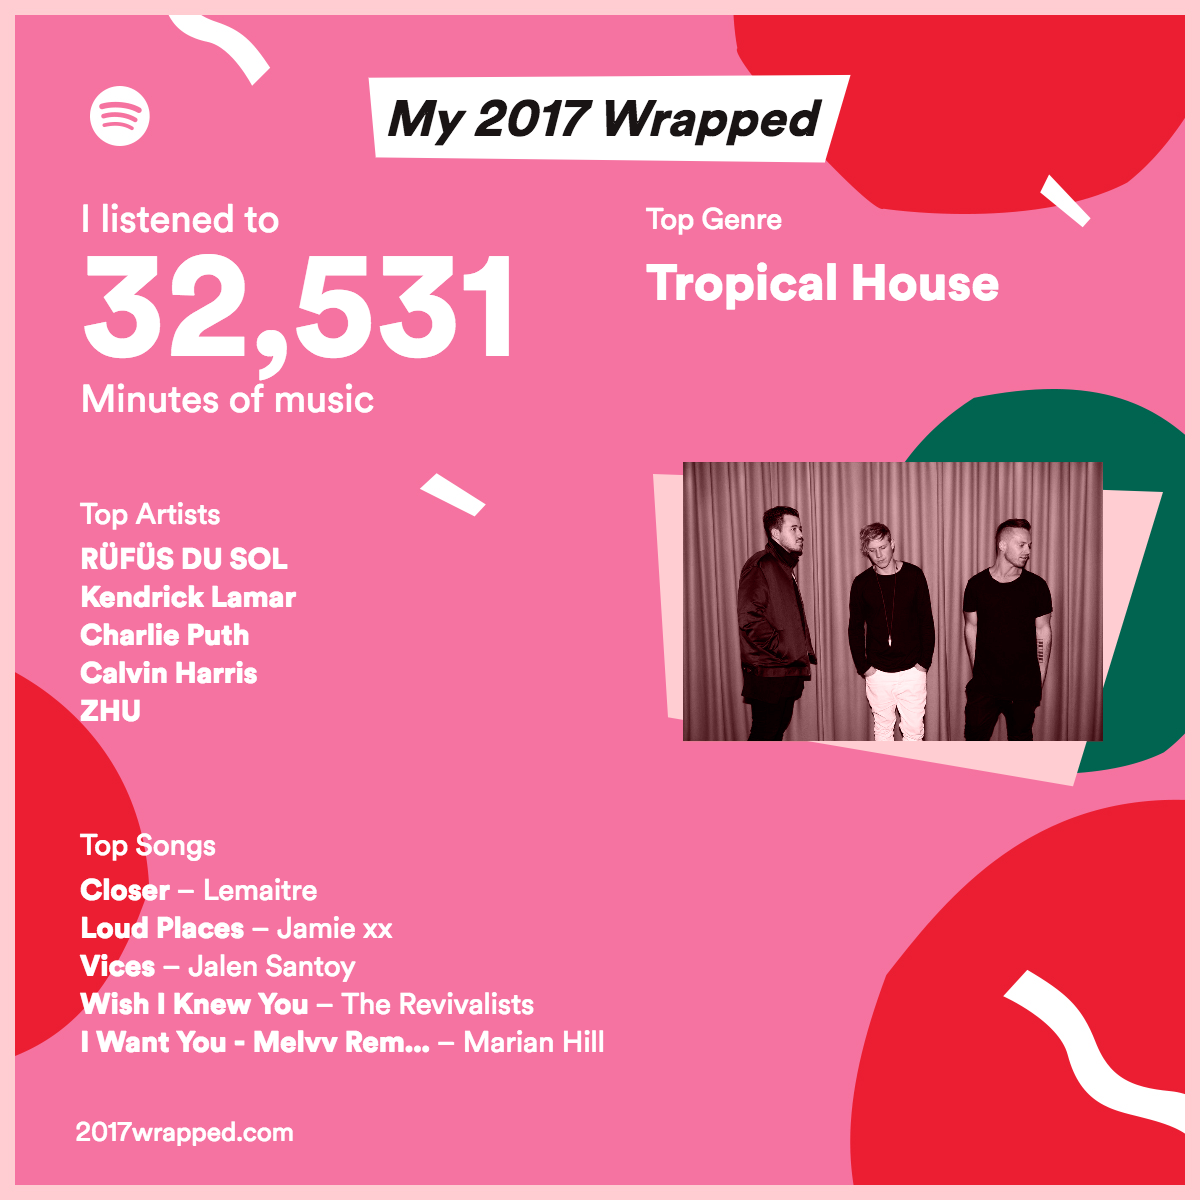 My 2017 Wrapped
I listened to
32,531
Minutes of music
Top Genre
Tropical House
Top Artists
RÜFÜS DU SOL
Kendrick Lamar
Charlie Puth
Calvin Harris
ZHU
Top Songs
Closer – Lemaitre
Loud Places – Jamie xx
Vices – Jalen Santoy
Wish I Knew You – The Revivalists
I Want You - Melvv Rem... – Marian Hill
2017wrapped.com